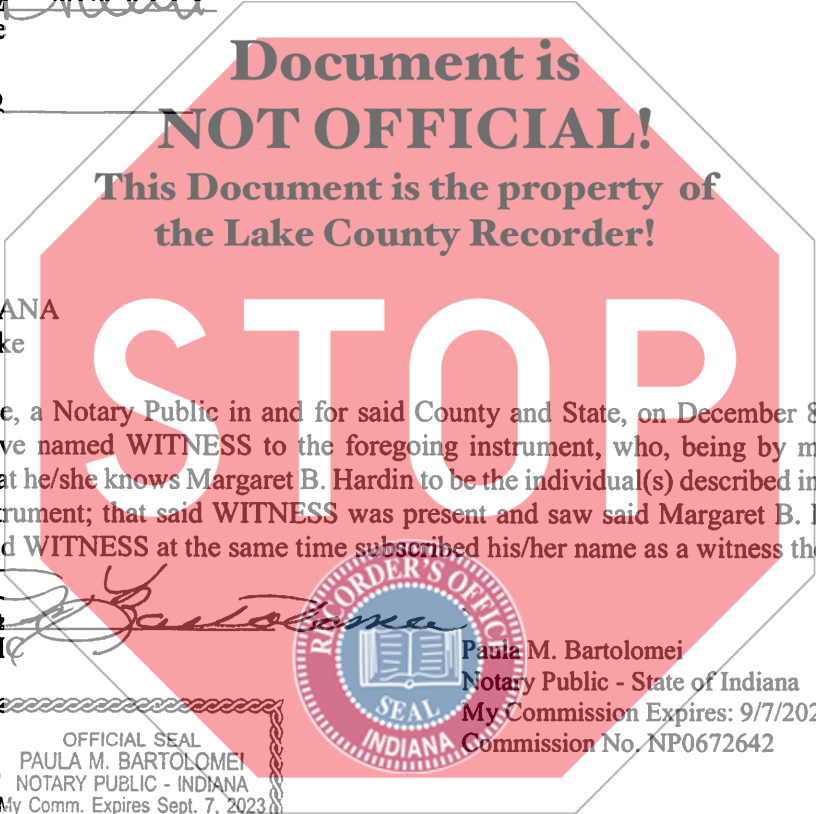 Document is
NOT OFFICIAL!
This Document is the property of
the Lake County Recorder!
STOP
ANA
ke
e, a Notary Public in and for said County and State, on December 8
ve named WITNESS to the foregoing instrument, who, being by m
at he/she knows Margaret B. Hardin to be the individual(s) described in
rument; that said WITNESS was present and saw said Margaret B.
d WITNESS at the same time subscribed his/her name as a witness the
Bartolomei
RECORDER'S OFFICE
SEAL
INDIANA
Paula M. Bartolomei
Notary Public - State of Indiana
My Commission Expires: 9/7/202
Commission No. NP0672642
OFFICIAL SEAL
PAULA M. BARTOLOMEI
NOTARY PUBLIC - INDIANA
My Comm. Expires Sept. 7, 2023